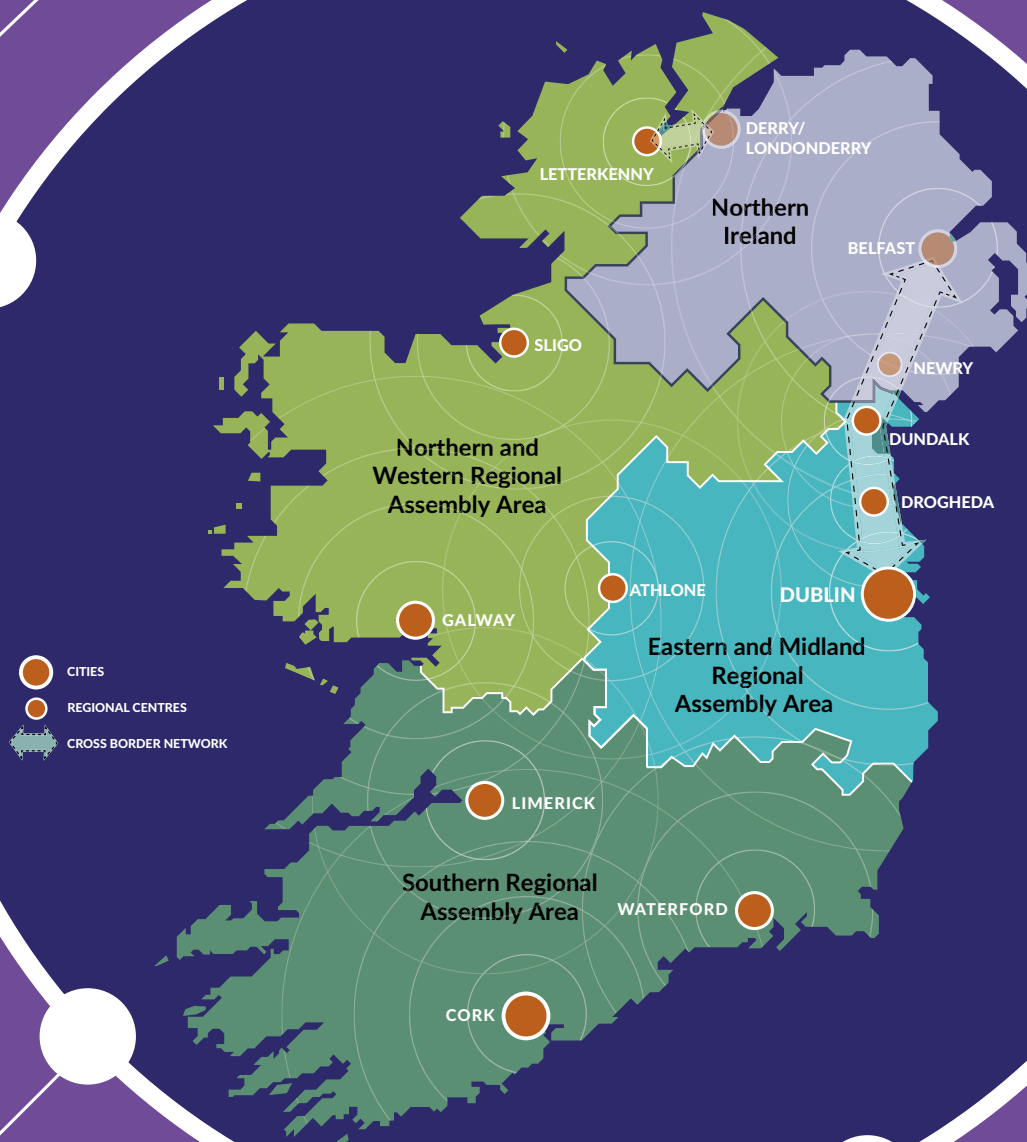 DERRY/
LONDONDERRY
LETTERKENNY
Northern
Ireland
BELFAST
SLIGO
NEWRY
DUNDALK
Northern and
Western Regional
Assembly Area
DROGHEDA
ATHLONE
DUBLIN
GALWAY
Eastern and Midland
Regional
Assembly Area
CITIES
REGIONAL CENTRES
CROSS BORDER NETWORK
LIMERICK
Southern Regional
Assembly Area
WATERFORD
CORK